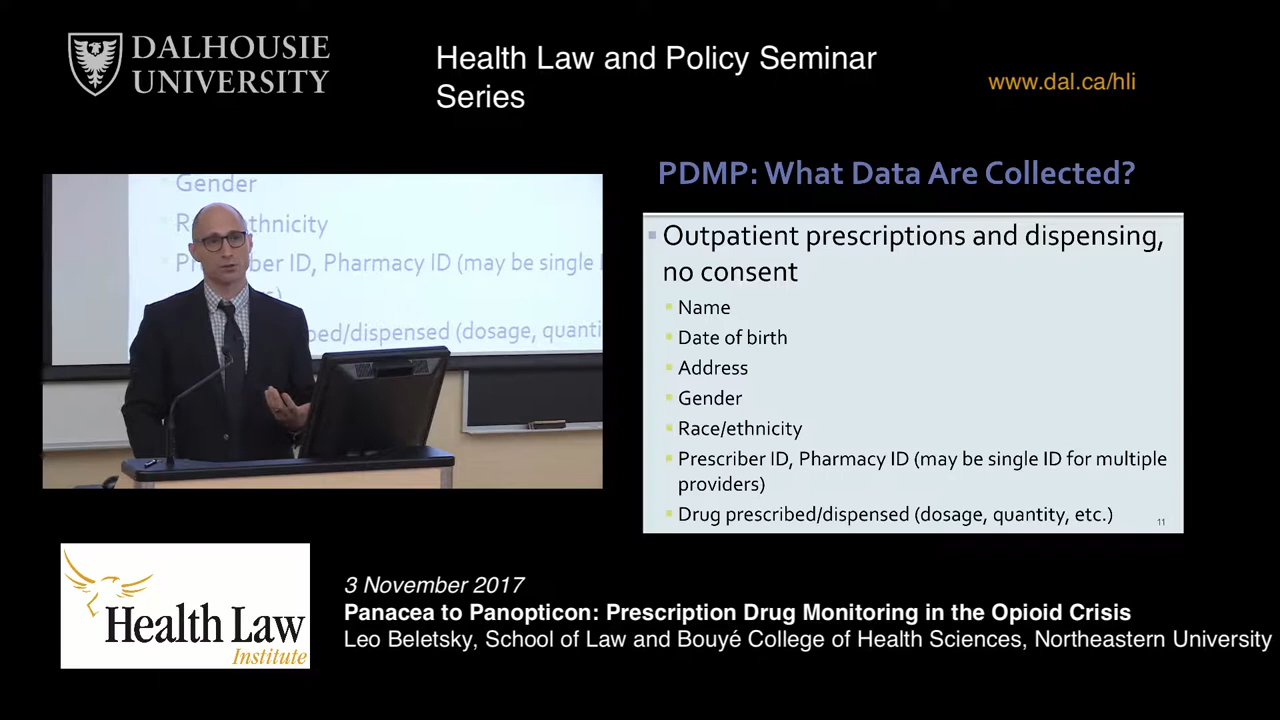 DALHOUSIE
UNIVERSITY
Health Law and Policy Seminar
Series
www.dal.ca/hli
PDMP: What Data Are Collected?
Gender
thnicity
ber ID, Pharmacy ID (may be single
bed/dispensed (dosage, quanti
Outpatient prescriptions and dispensing,
no consent
Name
Date of birth
Address
Gender
Race/ethnicity
Prescriber ID, Pharmacy ID (may be single ID for multiple
providers)
Drug prescribed/dispensed (dosage, quantity, etc.)
11
Health Law
Institute
3 November 2017
Panacea to Panopticon: Prescription Drug Monitoring in the Opioid Crisis
Leo Beletsky, School of Law and Bouyé College of Health Sciences, Northeastern University